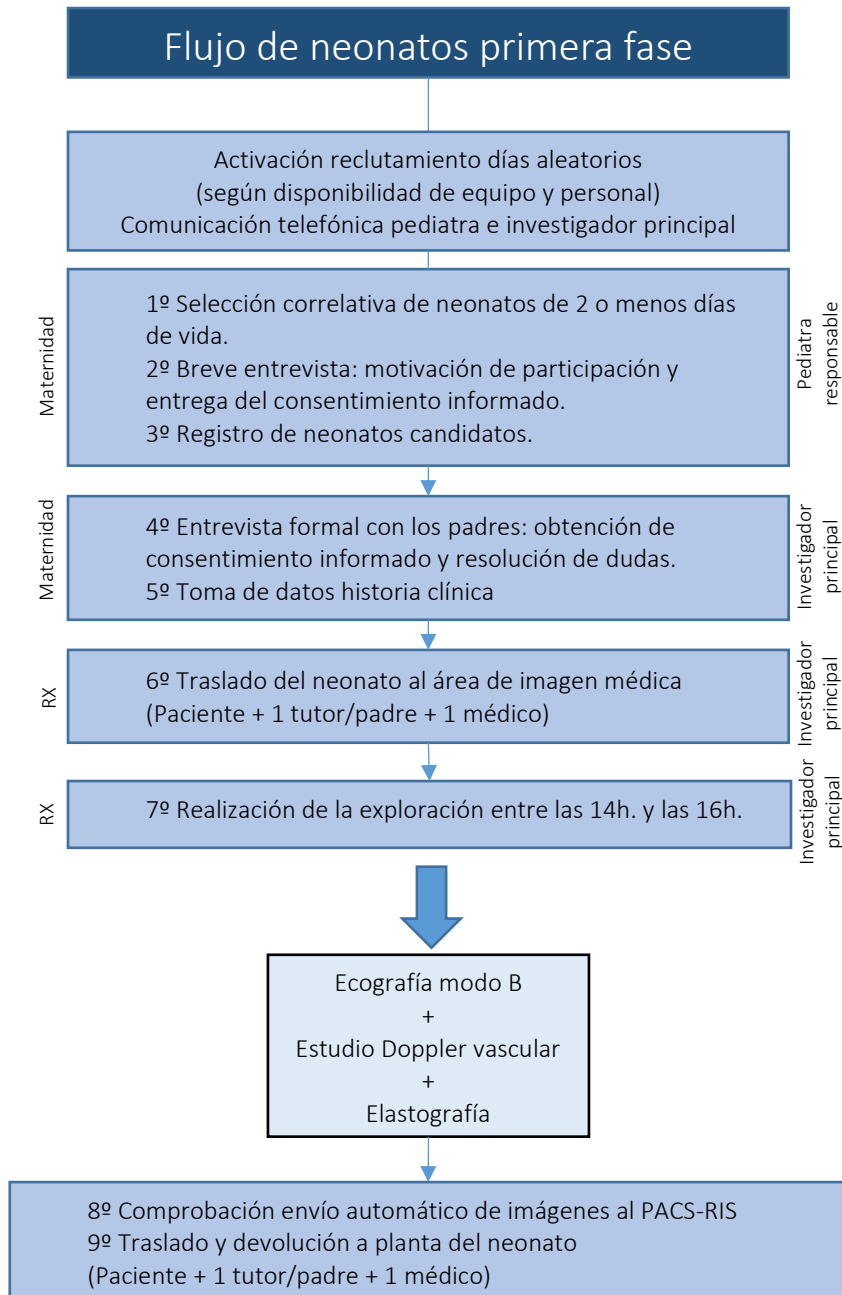 Flujo de neonatos primera fase
Activación reclutamiento días aleatorios
(según disponibilidad de equipo y personal)
Comunicación telefónica pediatra e investigador principal
Maternidad
1º Selección correlativa de neonatos de 2 o menos días
de vida.
2º Breve entrevista: motivación de participación y
entrega del consentimiento informado.
3º Registro de neonatos candidatos.
Pediatra
responsable
Maternidad
4º Entrevista formal con los padres: obtención de
consentimiento informado y resolución de dudas.
5º Toma de datos historia clínica
Investigador
principal
RX
6º Traslado del neonato al área de imagen médica
(Paciente + 1 tutor/padre + 1 médico)
Investigador
principal
RX
7º Realización de la exploración entre las 14h. y las 16h.
Investigador
principal
Ecografía modo B
+
Estudio Doppler vascular
+
Elastografía
8º Comprobación envío automático de imágenes al PACS-RIS
9º Traslado y devolución a planta del neonato
(Paciente + 1 tutor/padre + 1 médico)